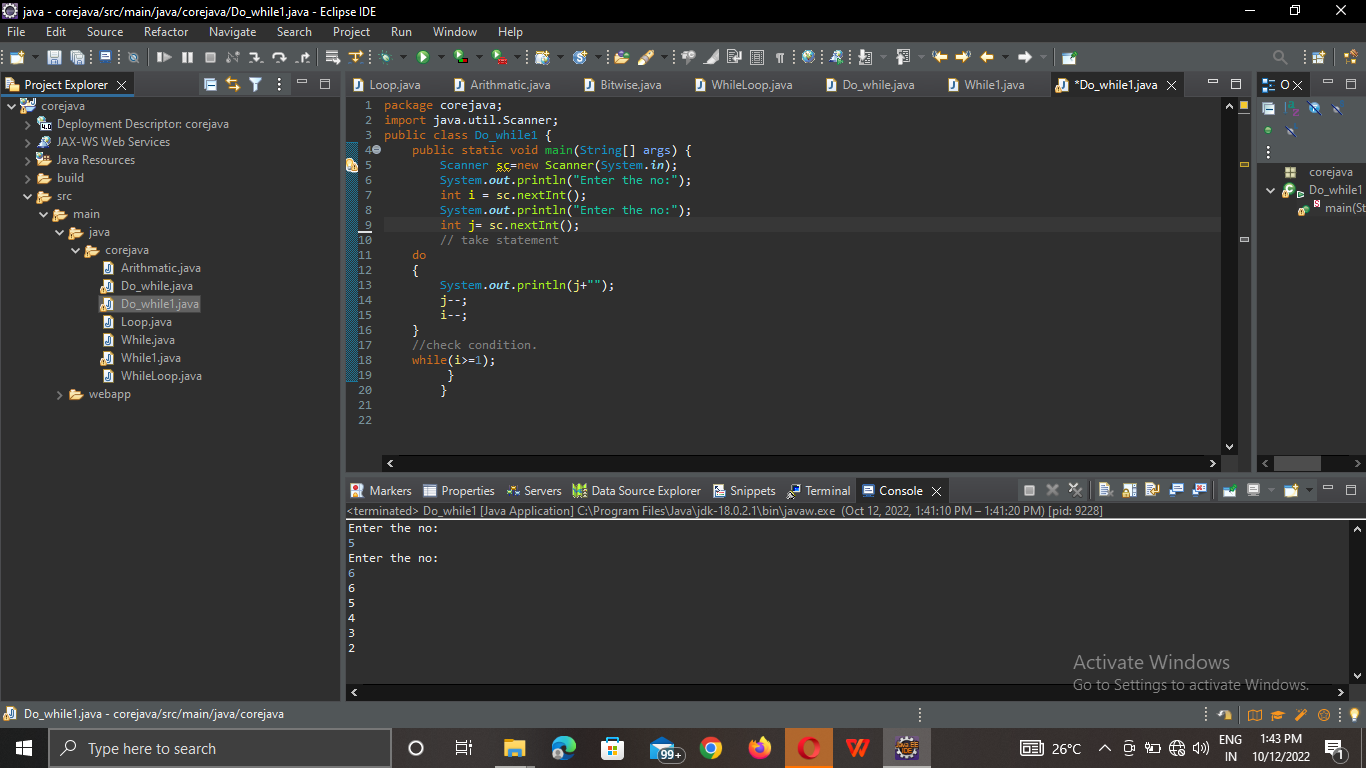 java - corejava/src/main/java/corejava/Do_while1.java - Eclipse IDE
File Edit Source Refactor Navigate Search Project Run Window Help
Project Explorer
corejava
Deployment Descriptor: corejava
JAX-WS Web Services
Java Resources
build
src
main
java
corejava
Arithmatic.java
Do_while.java
Do_while1.java
Loop.java
While.java
While1.java
WhileLoop.java
webapp
Loop.java Arithmatic.java Bitwise.java WhileLoop.java Do_while.java While1.java *Do_while1.java
1 package corejava;
2 import java.util.Scanner;
3 public class Do_while1 {
4 public static void main(String[] args) {
5 Scanner sc=new Scanner(System.in);
6 System.out.println("Enter the no:");
7 int i = sc.nextInt();
8 System.out.println("Enter the no:");
9 int j= sc.nextInt();
10 // take statement
11 do
12 {
13 System.out.println(j+"");
14 j--;
15 i--;
16 }
17 //check condition.
18 while(i>=1);
19 }
20 }
21
22
O
corejava
Do_while1
main(St
Markers Properties Servers Data Source Explorer Snippets Terminal Console
<terminated> Do_while1 [Java Application] C:\Program Files\Java\jdk-18.0.2.1\bin\javaw.exe (Oct 12, 2022, 1:41:10 PM – 1:41:20 PM) [pid: 9228]
Enter the no:
5
Enter the no:
6
6
5
4
3
2
Activate Windows
Go to Settings to activate Windows.
Do_while1.java - corejava/src/main/java/corejava
Type here to search
99+
JAVA EE
IDE
26°C
ENG
IN
1:43 PM
10/12/2022
1